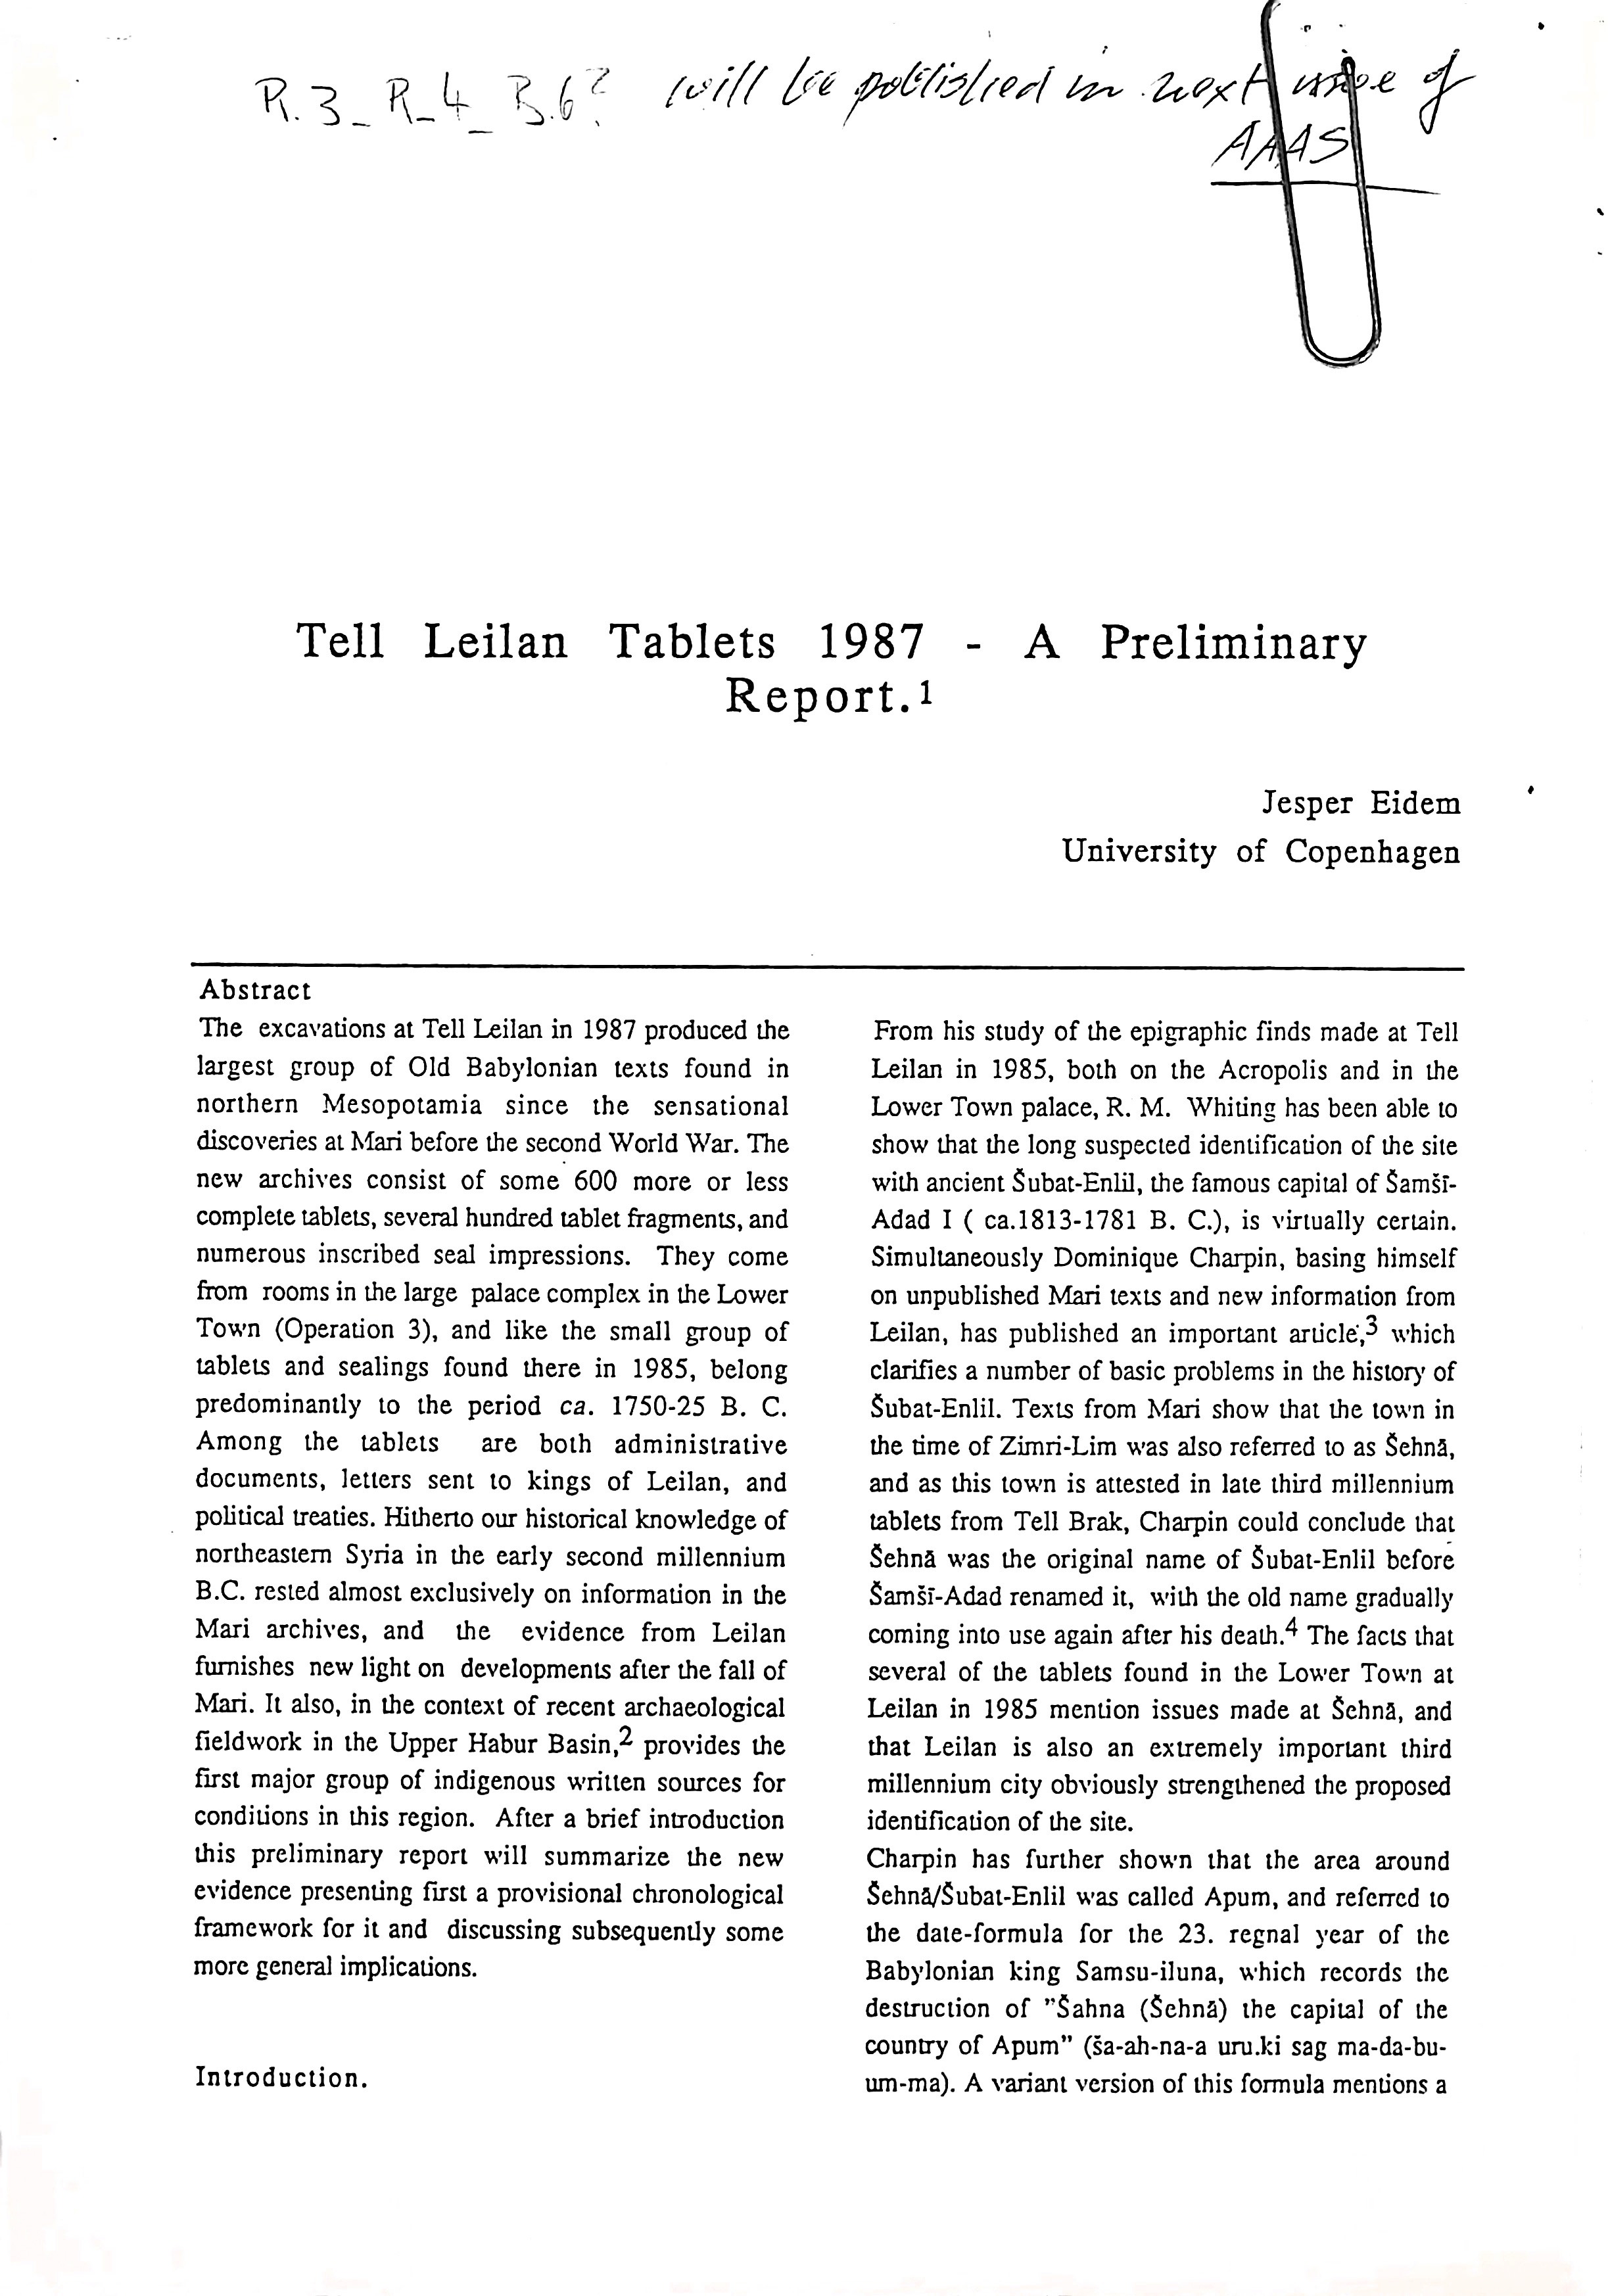 R.3_R_4_B.6? will be published in next issue of
AAAS
Tell Leilan Tablets 1987 - A Preliminary
Report.1
Jesper Eidem
University of Copenhagen
Abstract
The excavations at Tell Leilan in 1987 produced the
largest group of Old Babylonian texts found in
northern Mesopotamia since the sensational
discoveries at Mari before the second World War. The
new archives consist of some 600 more or less
complete tablets, several hundred tablet fragments, and
numerous inscribed seal impressions. They come
from rooms in the large palace complex in the Lower
Town (Operation 3), and like the small group of
tablets and sealings found there in 1985, belong
predominantly to the period ca. 1750-25 B. C.
Among the tablets are both administrative
documents, letters sent to kings of Leilan, and
political treaties. Hitherto our historical knowledge of
northeastern Syria in the early second millennium
B.C. rested almost exclusively on information in the
Mari archives, and the evidence from Leilan
furnishes new light on developments after the fall of
Mari. It also, in the context of recent archaeological
fieldwork in the Upper Habur Basin,2 provides the
first major group of indigenous written sources for
conditions in this region. After a brief introduction
this preliminary report will summarize the new
evidence presenting first a provisional chronological
framework for it and discussing subsequently some
more general implications.
Introduction.
From his study of the epigraphic finds made at Tell
Leilan in 1985, both on the Acropolis and in the
Lower Town palace, R. M. Whiting has been able to
show that the long suspected identification of the site
with ancient Šubat-Enlil, the famous capital of Šamšī-
Adad I ( ca.1813-1781 B. C.), is virtually certain.
Simultaneously Dominique Charpin, basing himself
on unpublished Mari texts and new information from
Leilan, has published an important article,3 which
clarifies a number of basic problems in the history of
Šubat-Enlil. Texts from Mari show that the town in
the time of Zimri-Lim was also referred to as Šehnā,
and as this town is attested in late third millennium
tablets from Tell Brak, Charpin could conclude that
Šehnā was the original name of Šubat-Enlil before
Šamšī-Adad renamed it, with the old name gradually
coming into use again after his death.4 The facts that
several of the tablets found in the Lower Town at
Leilan in 1985 mention issues made at Šehnā, and
that Leilan is also an extremely important third
millennium city obviously strengthened the proposed
identification of the site.
Charpin has further shown that the area around
Šehnā/Šubat-Enlil was called Apum, and referred to
the date-formula for the 23. regnal year of the
Babylonian king Samsu-iluna, which records the
destruction of "Šahna (Šehnā) the capital of the
country of Apum" (ša-ah-na-a uru.ki sag ma-da-bu-
um-ma). A variant version of this formula mentions a